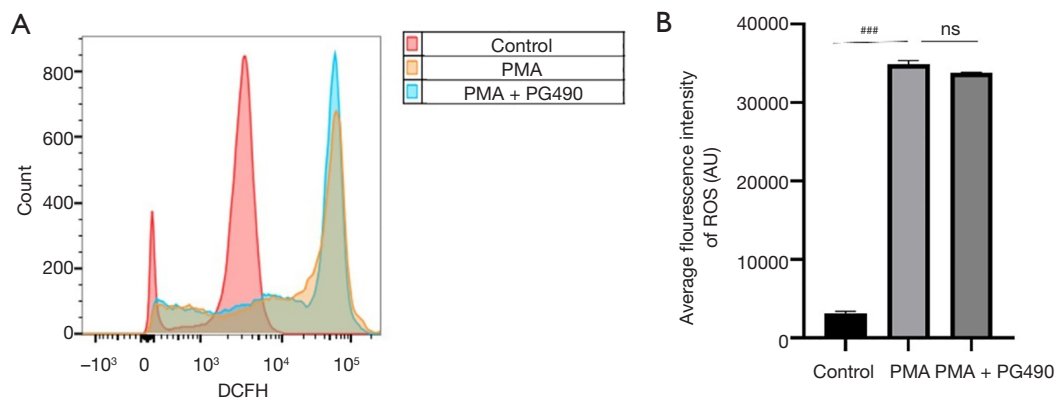 A
Control
PMA
PMA + PG490
800
600
400
200
0
Count
−10³ 0 10³ 10⁴ 10⁵
DCFH
B
40000
30000
20000
10000
0
Average flourescence intensity
of ROS (AU)
### ns
Control PMA PMA + PG490